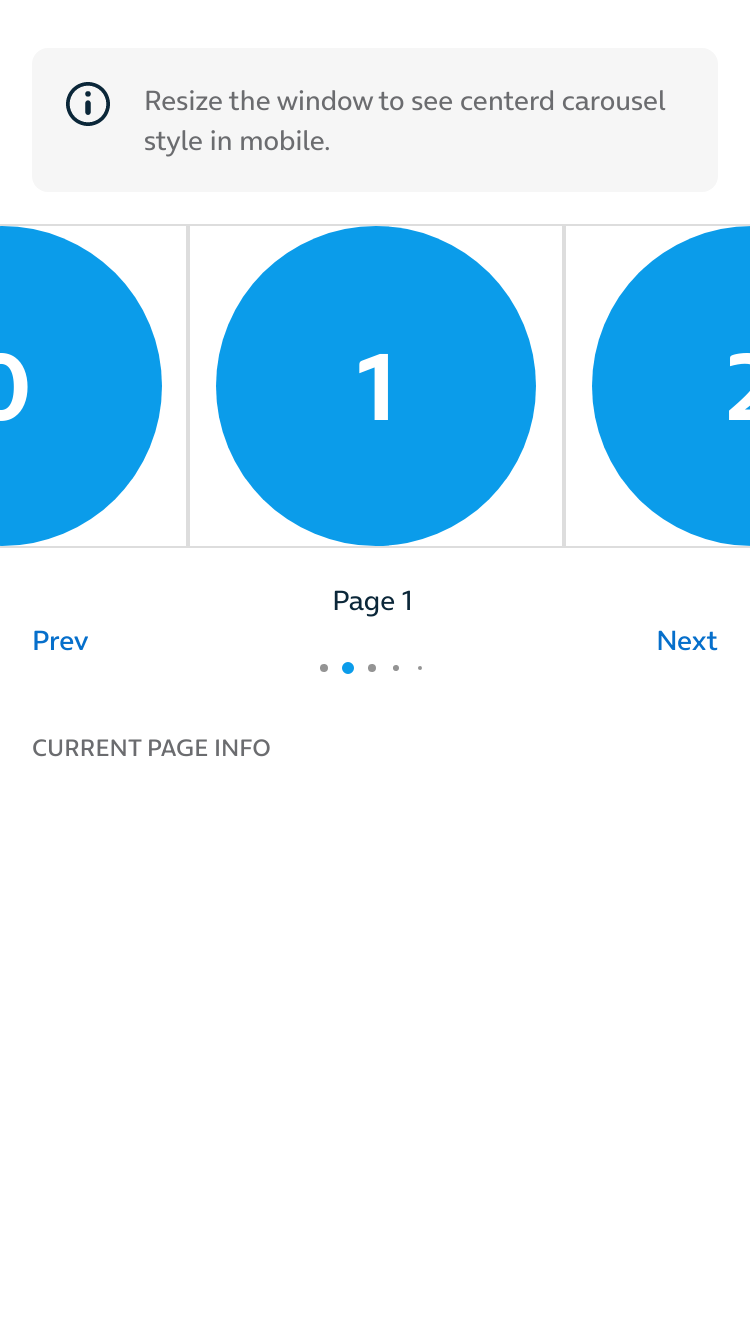 Resize the window to see centerd carousel
style in mobile.
0 1 2
Page 1
Prev Next
CURRENT PAGE INFO